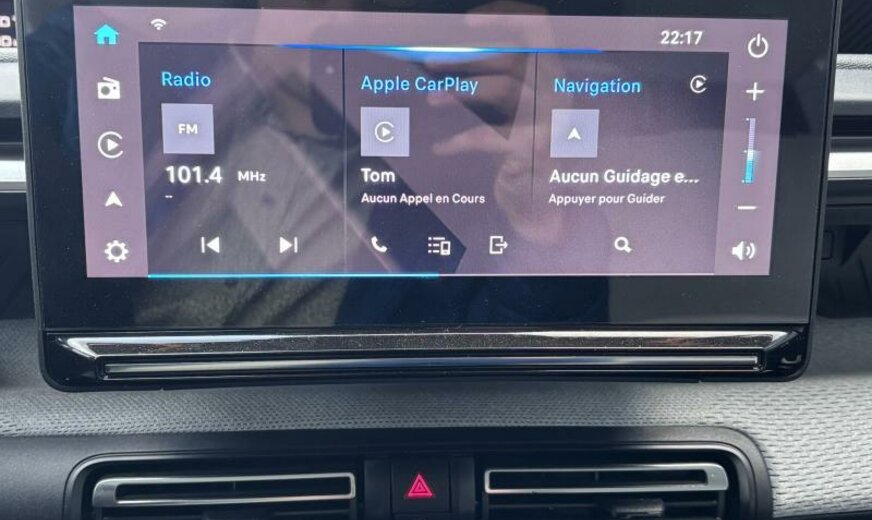 22:17
Radio
FM
101.4 MHz
--
Apple CarPlay
Tom
Aucun Appel en Cours
Navigation
Aucun Guidage e...
Appuyer pour Guider